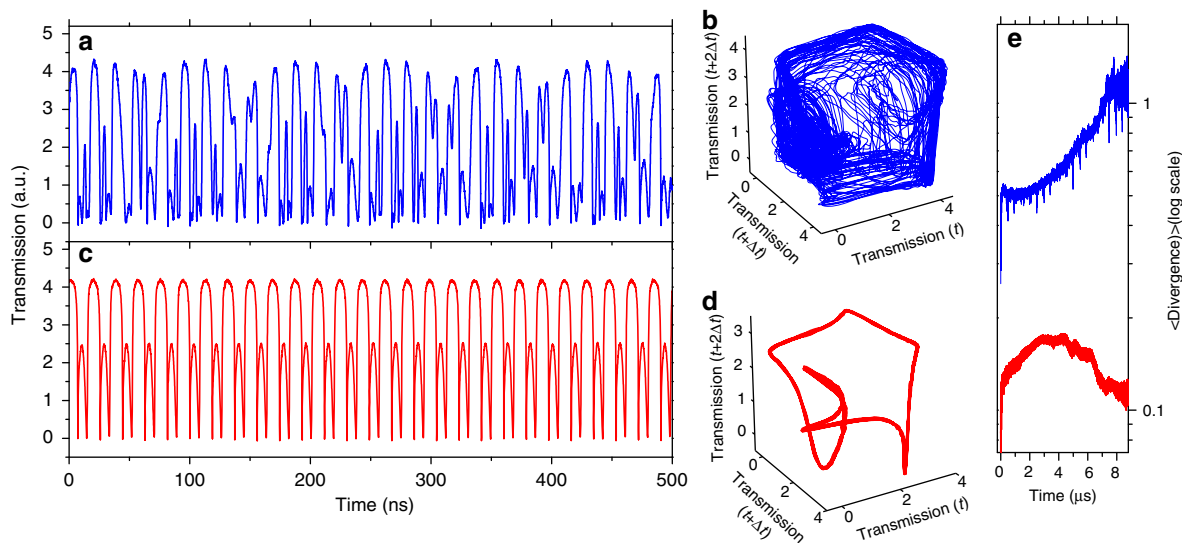 a
5
4
3
2
1
0
c
5
4
3
2
1
0
Transmission (a.u.)
0
100
200
300
400
500
Time (ns)
b
4
3
2
1
0
Transmission (t+2Δt)
0
2
4
Transmission
(t+Δt)
0
2
4
Transmission (t)
d
3
2
1
0
Transmission (t+2Δt)
0
2
4
Transmission
(t+Δt)
0
2
4
Transmission (t)
e
1
0.1
<Divergence)>(log scale)
0
2
4
6
8
Time (μs)